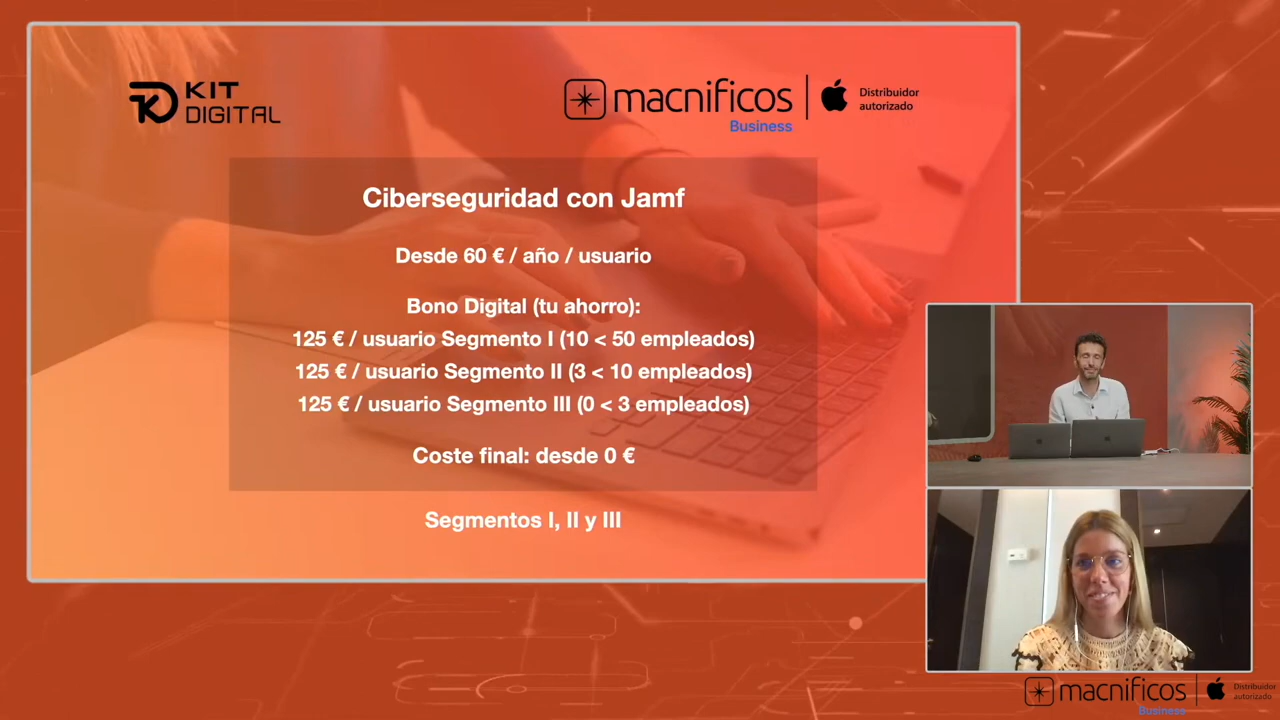 KIT
DIGITAL
macnificos
Business
Distribuidor
autorizado
Ciberseguridad con Jamf
Desde 60 € / año / usuario
Bono Digital (tu ahorro):
125 € / usuario Segmento I (10 < 50 empleados)
125 € / usuario Segmento II (3 < 10 empleados)
125 € / usuario Segmento III (0 < 3 empleados)
Coste final: desde 0 €
Segmentos I, II y III
macnificos
Business
Distribuidor
autorizado